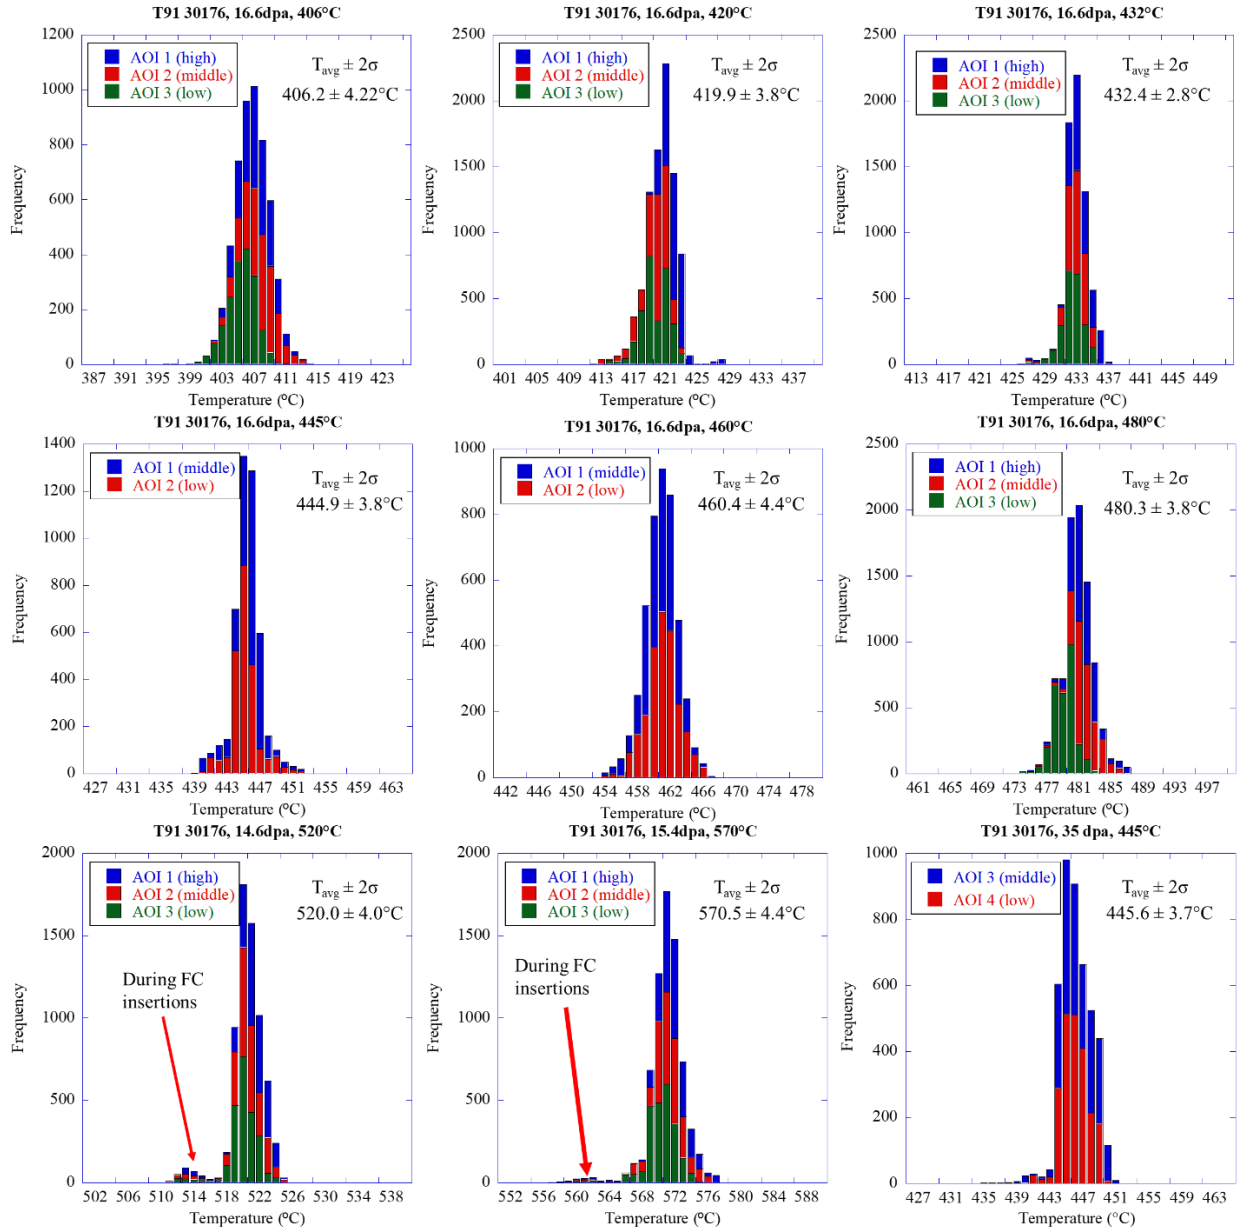 T91 30176, 16.6dpa, 406°C
1200
1000
800
600
400
200
0
Frequency
AOI 1 (high)
AOI 2 (middle)
AOI 3 (low)
Tavg ± 2σ
406.2 ± 4.22°C
387 391 395 399 403 407 411 415 419 423
Temperature (°C)
T91 30176, 16.6dpa, 420°C
2500
2000
1500
1000
500
0
Frequency
AOI 1 (high)
AOI 2 (middle)
AOI 3 (low)
Tavg ± 2σ
419.9 ± 3.8°C
401 405 409 413 417 421 425 429 433 437
Temperature (°C)
T91 30176, 16.6dpa, 432°C
2500
2000
1500
1000
500
0
Frequency
AOI 1 (high)
AOI 2 (middle)
AOI 3 (low)
Tavg ± 2σ
432.4 ± 2.8°C
413 417 421 425 429 433 437 441 445 449
Temperature (°C)
T91 30176, 16.6dpa, 445°C
1400
1200
1000
800
600
400
200
0
Frequency
AOI 1 (middle)
AOI 2 (low)
Tavg ± 2σ
444.9 ± 3.8°C
427 431 435 439 443 447 451 455 459 463
Temperature (°C)
T91 30176, 16.6dpa, 460°C
1000
800
600
400
200
0
Frequency
AOI 1 (middle)
AOI 2 (low)
Tavg ± 2σ
460.4 ± 4.4°C
442 446 450 454 458 462 466 470 474 478
Temperature (°C)
T91 30176, 16.6dpa, 480°C
2500
2000
1500
1000
500
0
Frequency
AOI 1 (high)
AOI 2 (middle)
AOI 3 (low)
Tavg ± 2σ
480.3 ± 3.8°C
461 465 469 473 477 481 485 489 493 497
Temperature (°C)
T91 30176, 14.6dpa, 520°C
2000
1500
1000
500
0
Frequency
AOI 1 (high)
AOI 2 (middle)
AOI 3 (low)
Tavg ± 2σ
520.0 ± 4.0°C
During FC
insertions
502 506 510 514 518 522 526 530 534 538
Temperature (°C)
T91 30176, 15.4dpa, 570°C
2000
1500
1000
500
0
Frequency
AOI 1 (high)
AOI 2 (middle)
AOI 3 (low)
Tavg ± 2σ
570.5 ± 4.4°C
During FC
insertions
552 556 560 564 568 572 576 580 584 588
Temperature (°C)
T91 30176, 35 dpa, 445°C
1000
800
600
400
200
0
Frequency
AOI 3 (middle)
AOI 4 (low)
Tavg ± 2σ
445.6 ± 3.7°C
427 431 435 439 443 447 451 455 459 463
Temperature (°C)